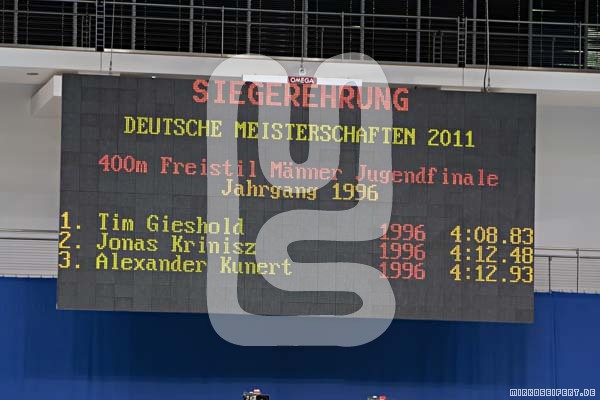 OMEGA
SIEGEREHRUNG
DEUTSCHE MEISTERSCHAFTEN 2011
400m Freistil Männer Jugendfinale
Jahrgang 1996
1. Tim Gieshold 1996 4:08.83
2. Jonas Krinisz 1996 4:12.48
3. Alexander Kunert 1996 4:12.93
MIRKOSEIFERT.DE